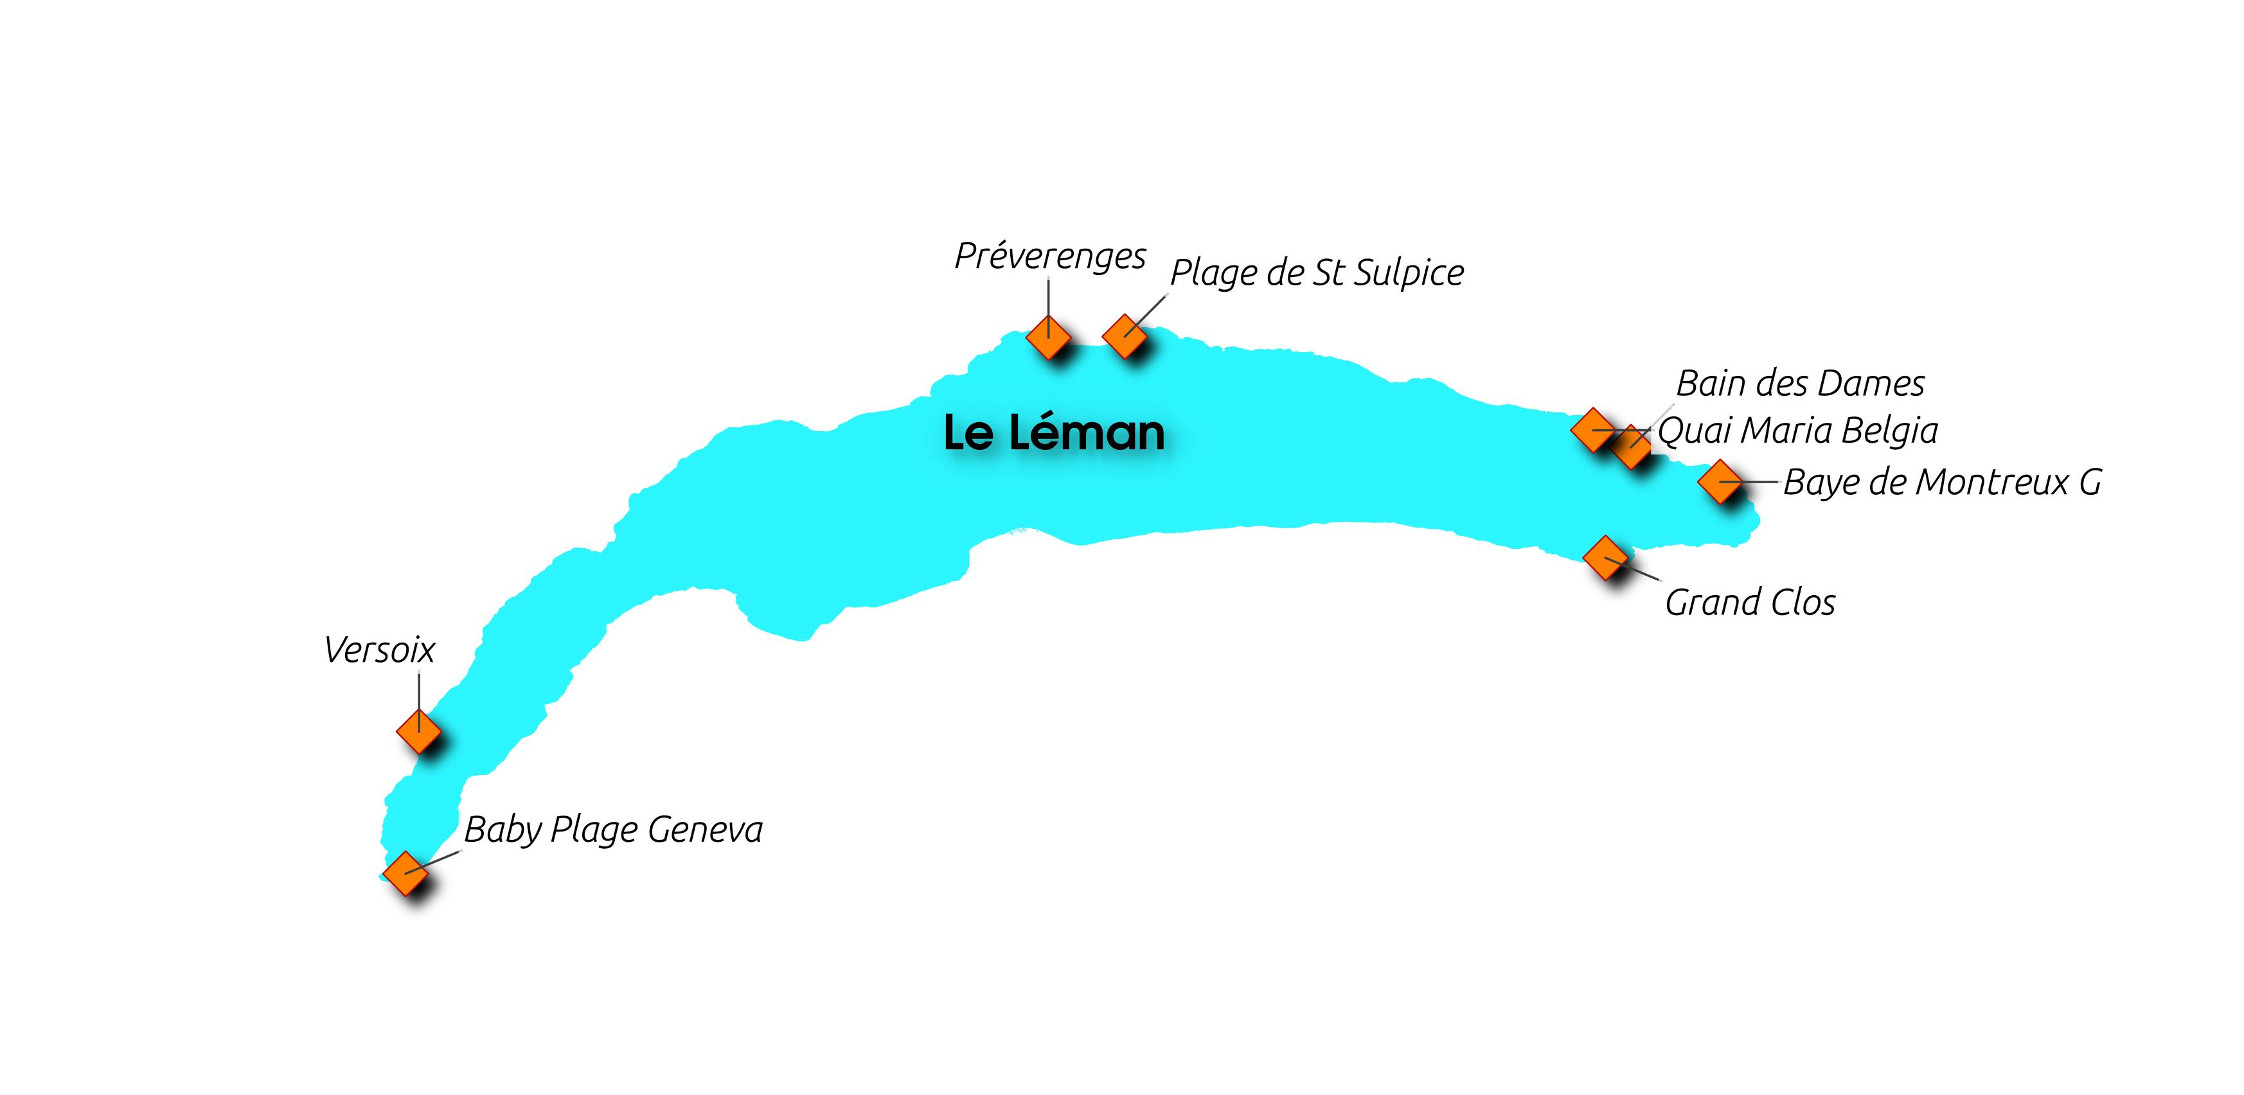 Préverenges
Plage de St Sulpice
Bain des Dames
Le Léman
Quai Maria Belgia
Baye de Montreux G
Grand Clos
Versoix
Baby Plage Geneva